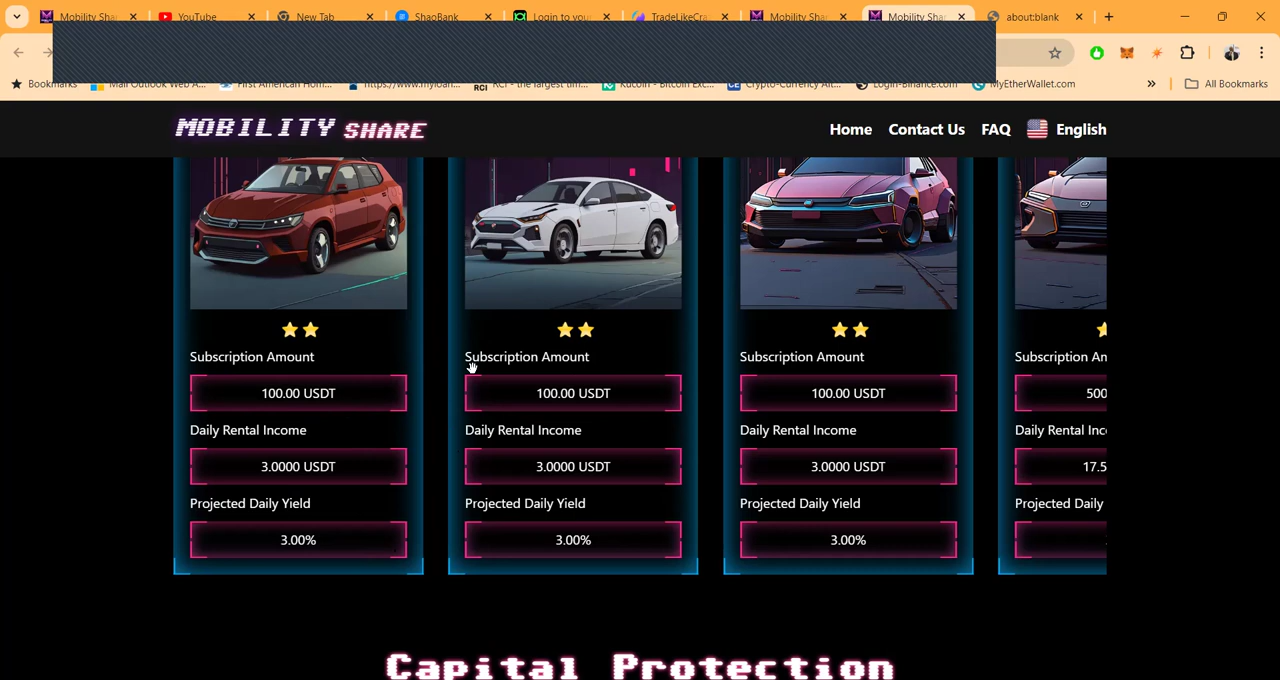 Mobility Sha
YouTube
New Tab
ShaoBank
Login to your
TradeLikeCra
Mobility Sha
Mobility Sha
about:blank
Bookmarks
Mail Outlook Web A...
First American Hom...
https://www.myloan...
RCI
RCI - the largest tim...
Kucoin - Bitcoin Exc...
CE
Crypto-Currency Alt...
Login-Binance.com
MyEtherWallet.com
All Bookmarks
MOBILITY SHARE
Home
Contact Us
FAQ
English
Subscription Amount
100.00 USDT
Daily Rental Income
3.0000 USDT
Projected Daily Yield
3.00%
Subscription Amount
100.00 USDT
Daily Rental Income
3.0000 USDT
Projected Daily Yield
3.00%
Subscription Amount
100.00 USDT
Daily Rental Income
3.0000 USDT
Projected Daily Yield
3.00%
Subscription An
500
Daily Rental Inc
17.5
Projected Daily
Capital Protection